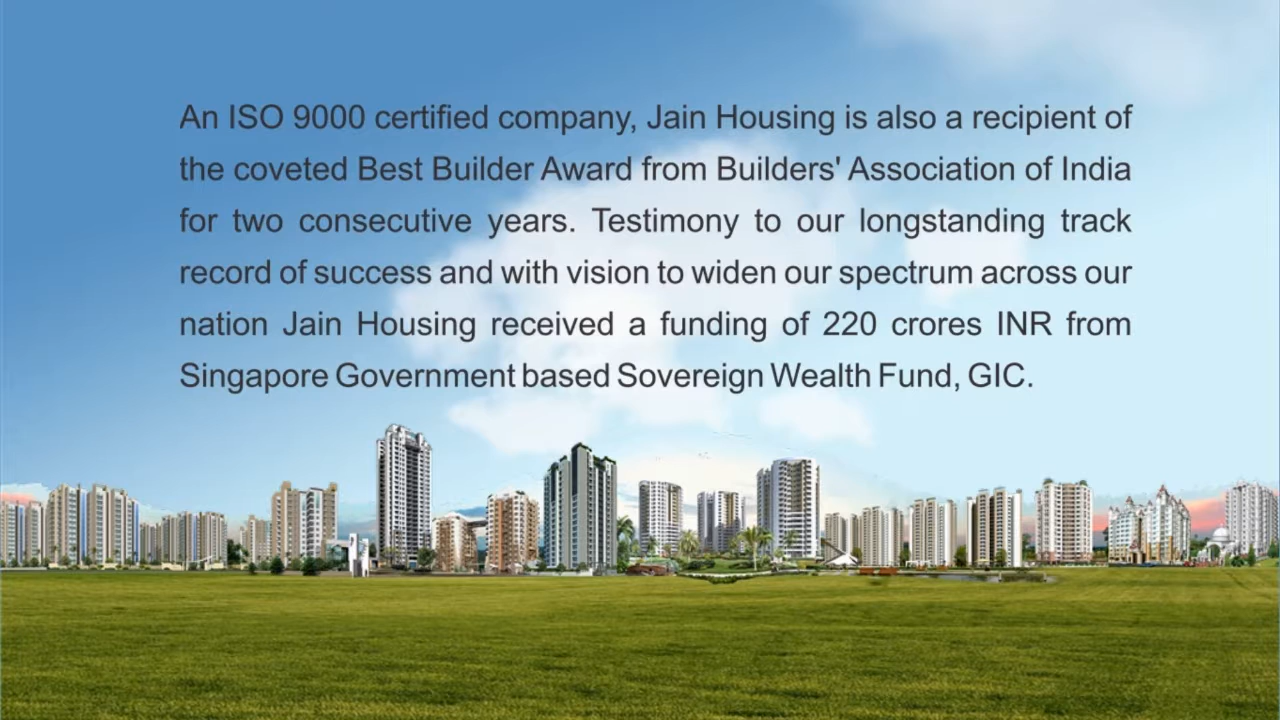 An ISO 9000 certified company, Jain Housing is also a recipient of
the coveted Best Builder Award from Builders' Association of India
for two consecutive years. Testimony to our longstanding track
record of success and with vision to widen our spectrum across our
nation Jain Housing received a funding of 220 crores INR from
Singapore Government based Sovereign Wealth Fund, GIC.